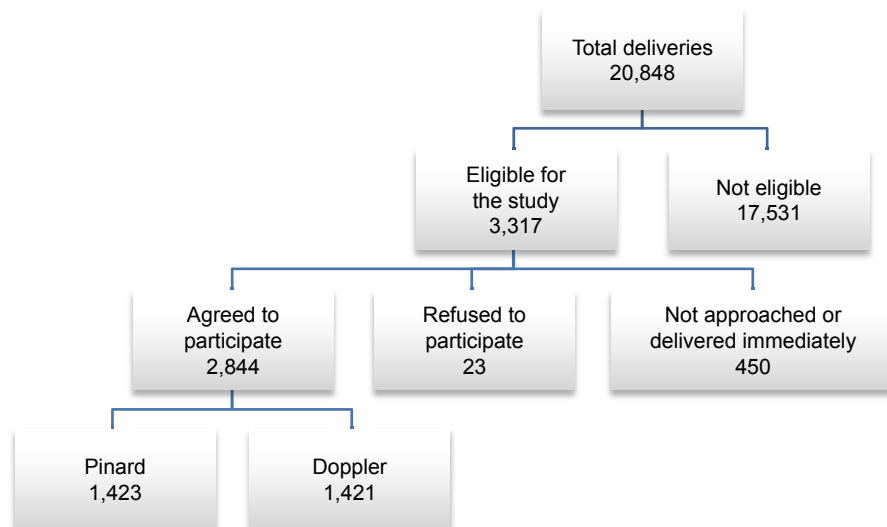 Total deliveries
20,848
Eligible for
the study
3,317
Not eligible
17,531
Agreed to
participate
2,844
Refused to
participate
23
Not approached or
delivered immediately
450
Pinard
1,423
Doppler
1,421